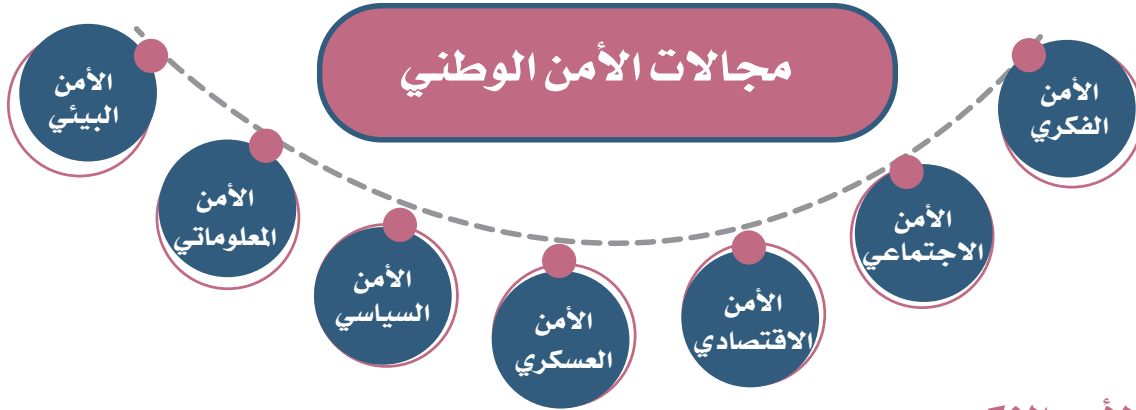 مجالات الأمن الوطني
الأمن
الفكري
الأمن
الاجتماعي
الأمن
الاقتصادي
الأمن
العسكري
الأمن
السياسي
الأمن
المعلوماتي
الأمن
البيئي